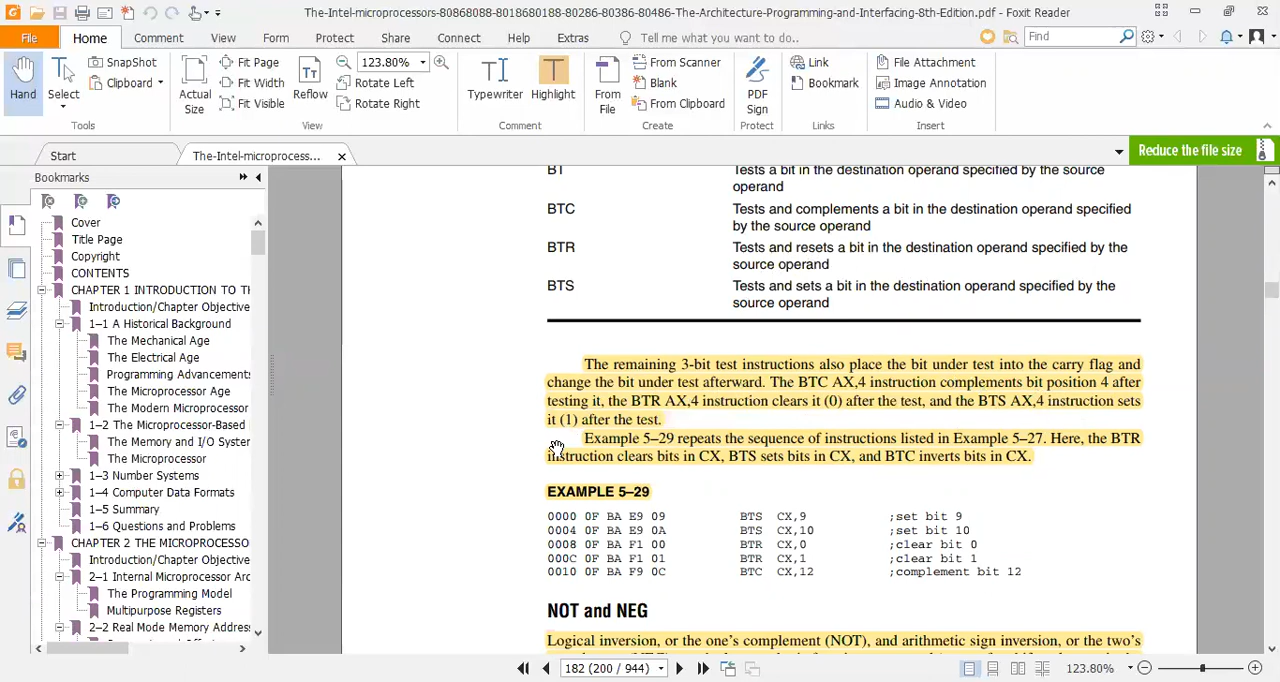 The-Intel-microprocessors-80868088-8018680188-80286-80386-80486-The-Architecture-Programming-and-Interfacing-8th-Edition.pdf - Foxit Reader
File Home Comment View Form Protect Share Connect Help Extras Tell me what you want to do.. Find
Hand
Select
SnapShot
Clipboard
Tools
Actual Size
Fit Page
Fit Width
Fit Visible
Reflow
123.80%
Rotate Left
Rotate Right
View
Typewriter
Highlight
Comment
From File
From Scanner
Blank
From Clipboard
Create
PDF Sign
Protect
Link
Bookmark
Links
File Attachment
Image Annotation
Audio & Video
Insert
Start
The-Intel-microprocess...
Reduce the file size
Bookmarks
Cover
Title Page
Copyright
CONTENTS
CHAPTER 1 INTRODUCTION TO TH
Introduction/Chapter Objective
1–1 A Historical Background
The Mechanical Age
The Electrical Age
Programming Advancements
The Microprocessor Age
The Modern Microprocessor
1–2 The Microprocessor-Based
The Memory and I/O System
The Microprocessor
1–3 Number Systems
1–4 Computer Data Formats
1–5 Summary
1–6 Questions and Problems
CHAPTER 2 THE MICROPROCESSO
Introduction/Chapter Objective
2–1 Internal Microprocessor Arc
The Programming Model
Multipurpose Registers
2–2 Real Mode Memory Address
BT Tests a bit in the destination operand specified by the source
operand
BTC Tests and complements a bit in the destination operand specified
by the source operand
BTR Tests and resets a bit in the destination operand specified by the
source operand
BTS Tests and sets a bit in the destination operand specified by the
source operand
The remaining 3-bit test instructions also place the bit under test into the carry flag and
change the bit under test afterward. The BTC AX,4 instruction complements bit position 4 after
testing it, the BTR AX,4 instruction clears it (0) after the test, and the BTS AX,4 instruction sets
it (1) after the test.
Example 5–29 repeats the sequence of instructions listed in Example 5–27. Here, the BTR
instruction clears bits in CX, BTS sets bits in CX, and BTC inverts bits in CX.
EXAMPLE 5–29
0000 0F BA E9 09 BTS CX,9 ;set bit 9
0004 0F BA E9 0A BTS CX,10 ;set bit 10
0008 0F BA F1 00 BTR CX,0 ;clear bit 0
000C 0F BA F1 01 BTR CX,1 ;clear bit 1
0010 0F BA F9 0C BTC CX,12 ;complement bit 12
NOT and NEG
Logical inversion, or the one's complement (NOT), and arithmetic sign inversion, or the two's
182 (200 / 944)
123.80%